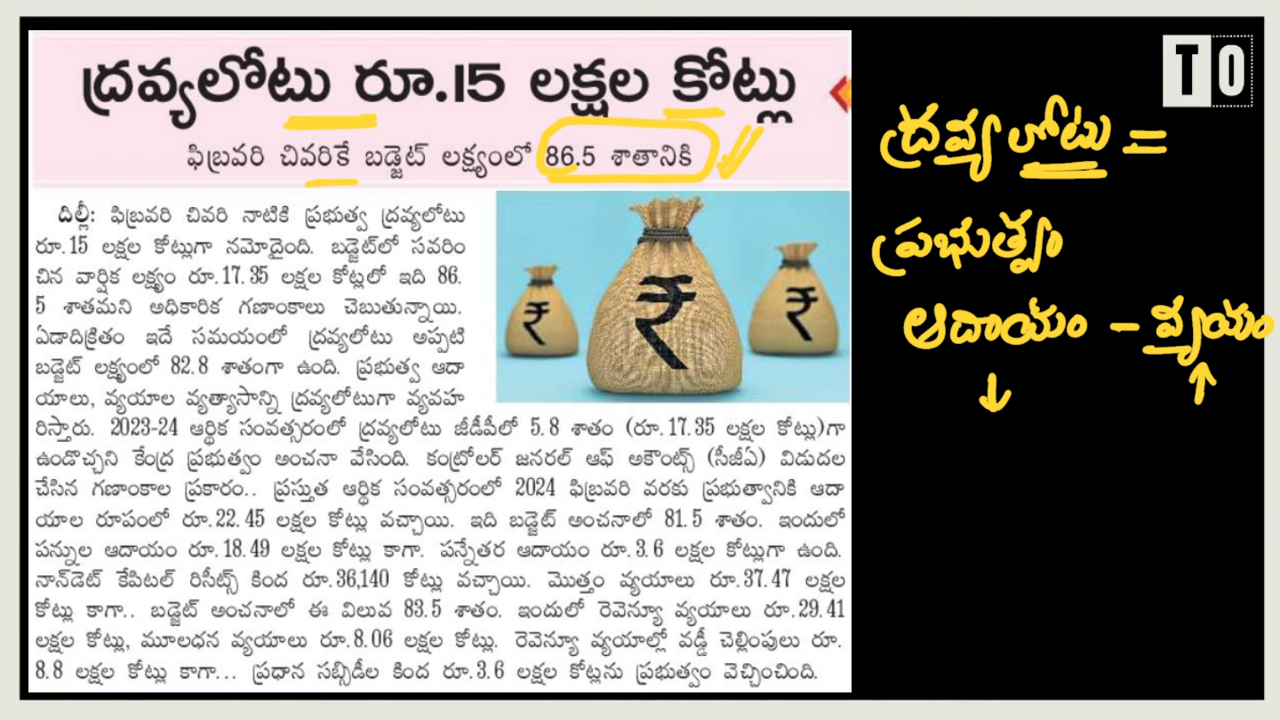 ద్రవ్యలోటు రూ.15 లక్షల కోట్లు
ఫిబ్రవరి చివరికే బడ్జెట్ లక్ష్యంలో 86.5 శాతానికి
దిల్లీ: ఫిబ్రవరి చివరి నాటికి ప్రభుత్వ ద్రవ్యలోటు
రూ.15 లక్షల కోట్లుగా నమోదైంది. బడ్జెట్‌లో సవరిం
చిన వార్షిక లక్ష్యం రూ.17.35 లక్షల కోట్లలో ఇది 86.
5 శాతమని అధికారిక గణాంకాలు చెబుతున్నాయి.
ఏడాదిక్రితం ఇదే సమయంలో ద్రవ్యలోటు అప్పటి
బడ్జెట్ లక్ష్యంలో 82.8 శాతంగా ఉంది. ప్రభుత్వ ఆదా
యాలు, వ్యయాల వ్యత్యాసాన్ని ద్రవ్యలోటుగా వ్యవహ
రిస్తారు. 2023-24 ఆర్థిక సంవత్సరంలో ద్రవ్యలోటు జీడీపీలో 5.8 శాతం (రూ.17.35 లక్షల కోట్లు)గా
ఉండొచ్చని కేంద్ర ప్రభుత్వం అంచనా వేసింది. కంట్రోలర్ జనరల్ ఆఫ్ అకౌంట్స్ (సీజీఏ) విడుదల
చేసిన గణాంకాల ప్రకారం.. ప్రస్తుత ఆర్థిక సంవత్సరంలో 2024 ఫిబ్రవరి వరకు ప్రభుత్వానికి ఆదా
యాల రూపంలో రూ.22.45 లక్షల కోట్లు వచ్చాయి. ఇది బడ్జెట్ అంచనాలో 81.5 శాతం. ఇందులో
పన్నుల ఆదాయం రూ.18.49 లక్షల కోట్లు కాగా. పన్నేతర ఆదాయం రూ.3.6 లక్షల కోట్లుగా ఉంది.
నాన్‌డెట్ కేపిటల్ రిసీట్స్ కింద రూ.36,140 కోట్లు వచ్చాయి. మొత్తం వ్యయాలు రూ.37.47 లక్షల
కోట్లు కాగా.. బడ్జెట్ అంచనాలో ఈ విలువ 83.5 శాతం. ఇందులో రెవెన్యూ వ్యయాలు రూ.29.41
లక్షల కోట్లు, మూలధన వ్యయాలు రూ.8.06 లక్షల కోట్లు. రెవెన్యూ వ్యయాల్లో వడ్డీ చెల్లింపులు రూ.
8.8 లక్షల కోట్లు కాగా... ప్రధాన సబ్సిడీల కింద రూ.3.6 లక్షల కోట్లను ప్రభుత్వం వెచ్చించింది.
TO
ద్రవ్య లోటు =
ప్రభుత్వం
ఆదాయం - వ్యయం